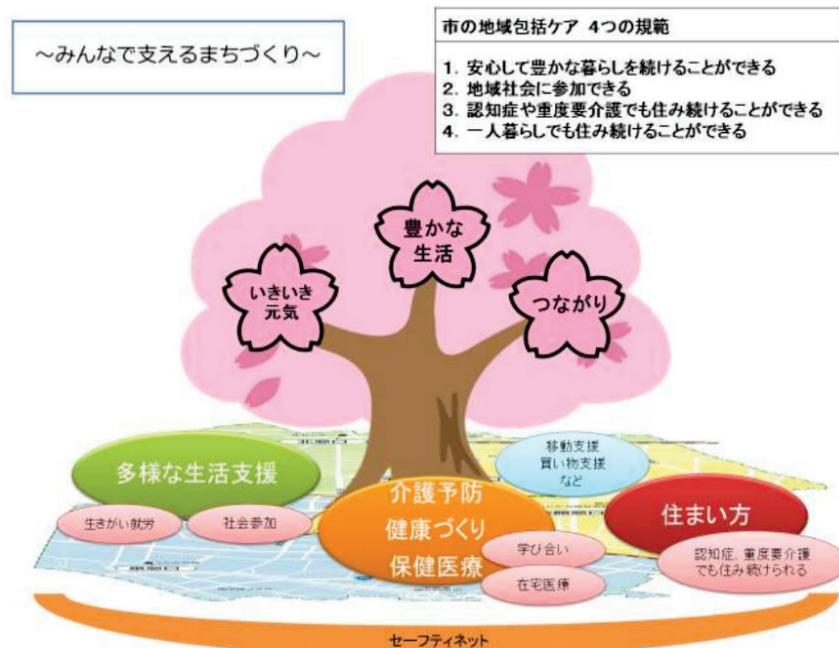 ～みんなで支えるまちづくり～
市の地域包括ケア 4つの規範
1. 安心して豊かな暮らしを続けることができる
2. 地域社会に参加できる
3. 認知症や重度要介護でも住み続けることができる
4. 一人暮らしでも住み続けることができる
豊かな
生活
いきいき
元気
つながり
移動支援
買い物支援
など
多様な生活支援
生きがい就労
社会参加
介護予防
健康づくり
保健医療
住まい方
学び合い
在宅医療
認知症、重度要介護
でも住み続けられる
セーフティネット